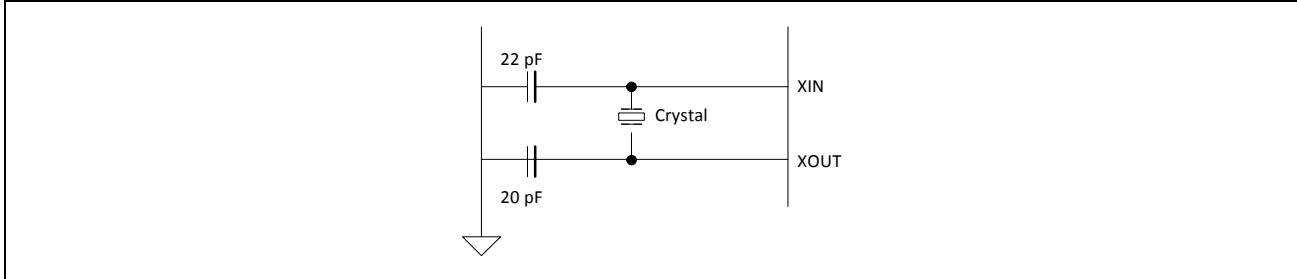 22 pF
XIN
Crystal
XOUT
20 pF